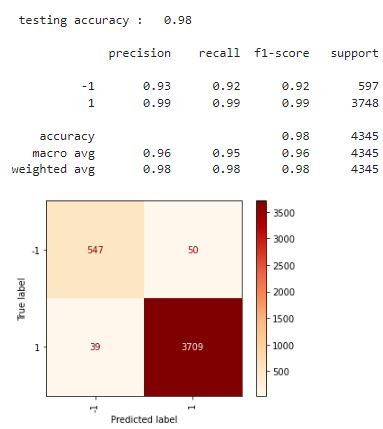 testing accuracy :   0.98
precision    recall  f1-score   support
-1       0.93      0.92      0.92       597
1       0.99      0.99      0.99      3748
accuracy                           0.98      4345
macro avg       0.96      0.95      0.96      4345
weighted avg       0.98      0.98      0.98      4345
3500
3000
2500
2000
1500
1000
500
True label
-1
547
50
1
39
3709
-1
1
Predicted label